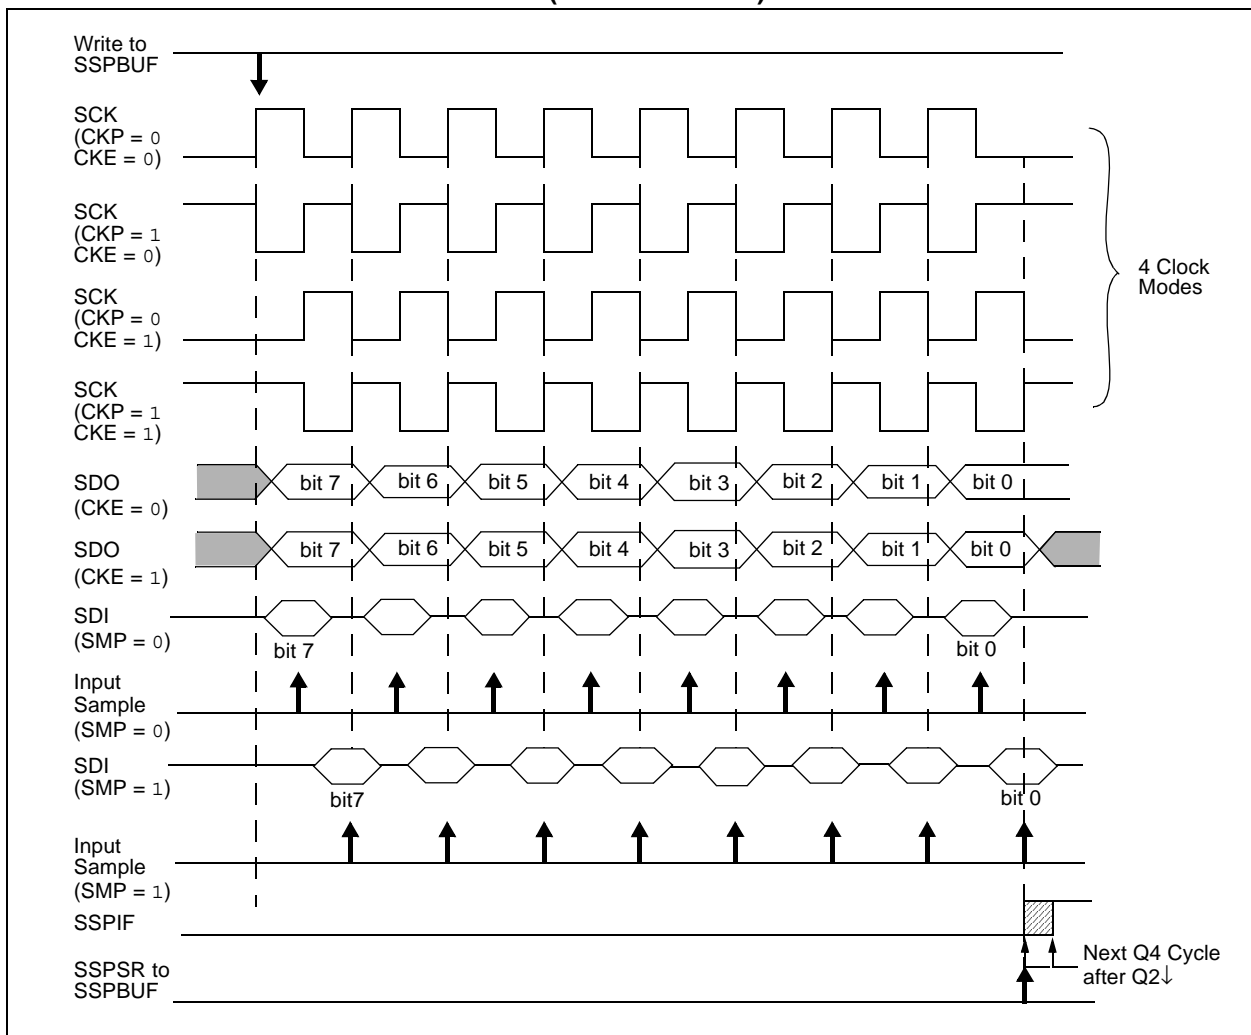 Write to
SSPBUF
SCK
(CKP = 0
CKE = 0)
SCK
(CKP = 1
CKE = 0)
SCK
(CKP = 0
CKE = 1)
SCK
(CKP = 1
CKE = 1)
4 Clock
Modes
SDO
(CKE = 0)
bit 7 bit 6 bit 5 bit 4 bit 3 bit 2 bit 1 bit 0
SDO
(CKE = 1)
bit 7 bit 6 bit 5 bit 4 bit 3 bit 2 bit 1 bit 0
SDI
(SMP = 0)
bit 7 bit 0
Input
Sample
(SMP = 0)
SDI
(SMP = 1)
bit7 bit 0
Input
Sample
(SMP = 1)
SSPIF
SSPSR to
SSPBUF
Next Q4 Cycle
after Q2↓